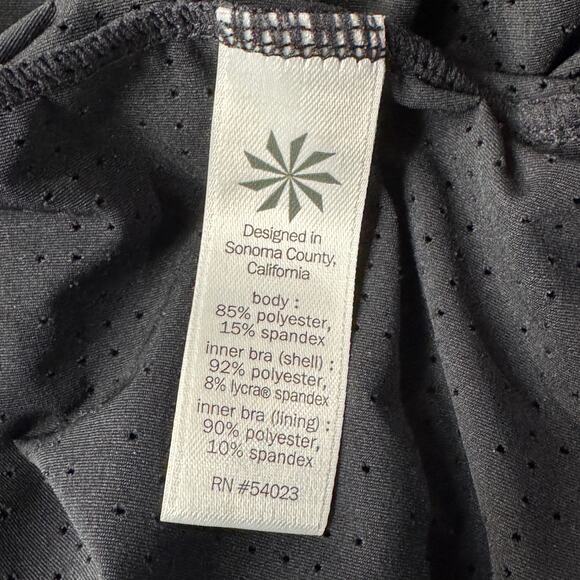 Designed in
Sonoma County,
California
body :
85% polyester,
15% spandex
inner bra (shell) :
92% polyester,
8% lycra® spandex
inner bra (lining) :
90% polyester,
10% spandex
RN #54023